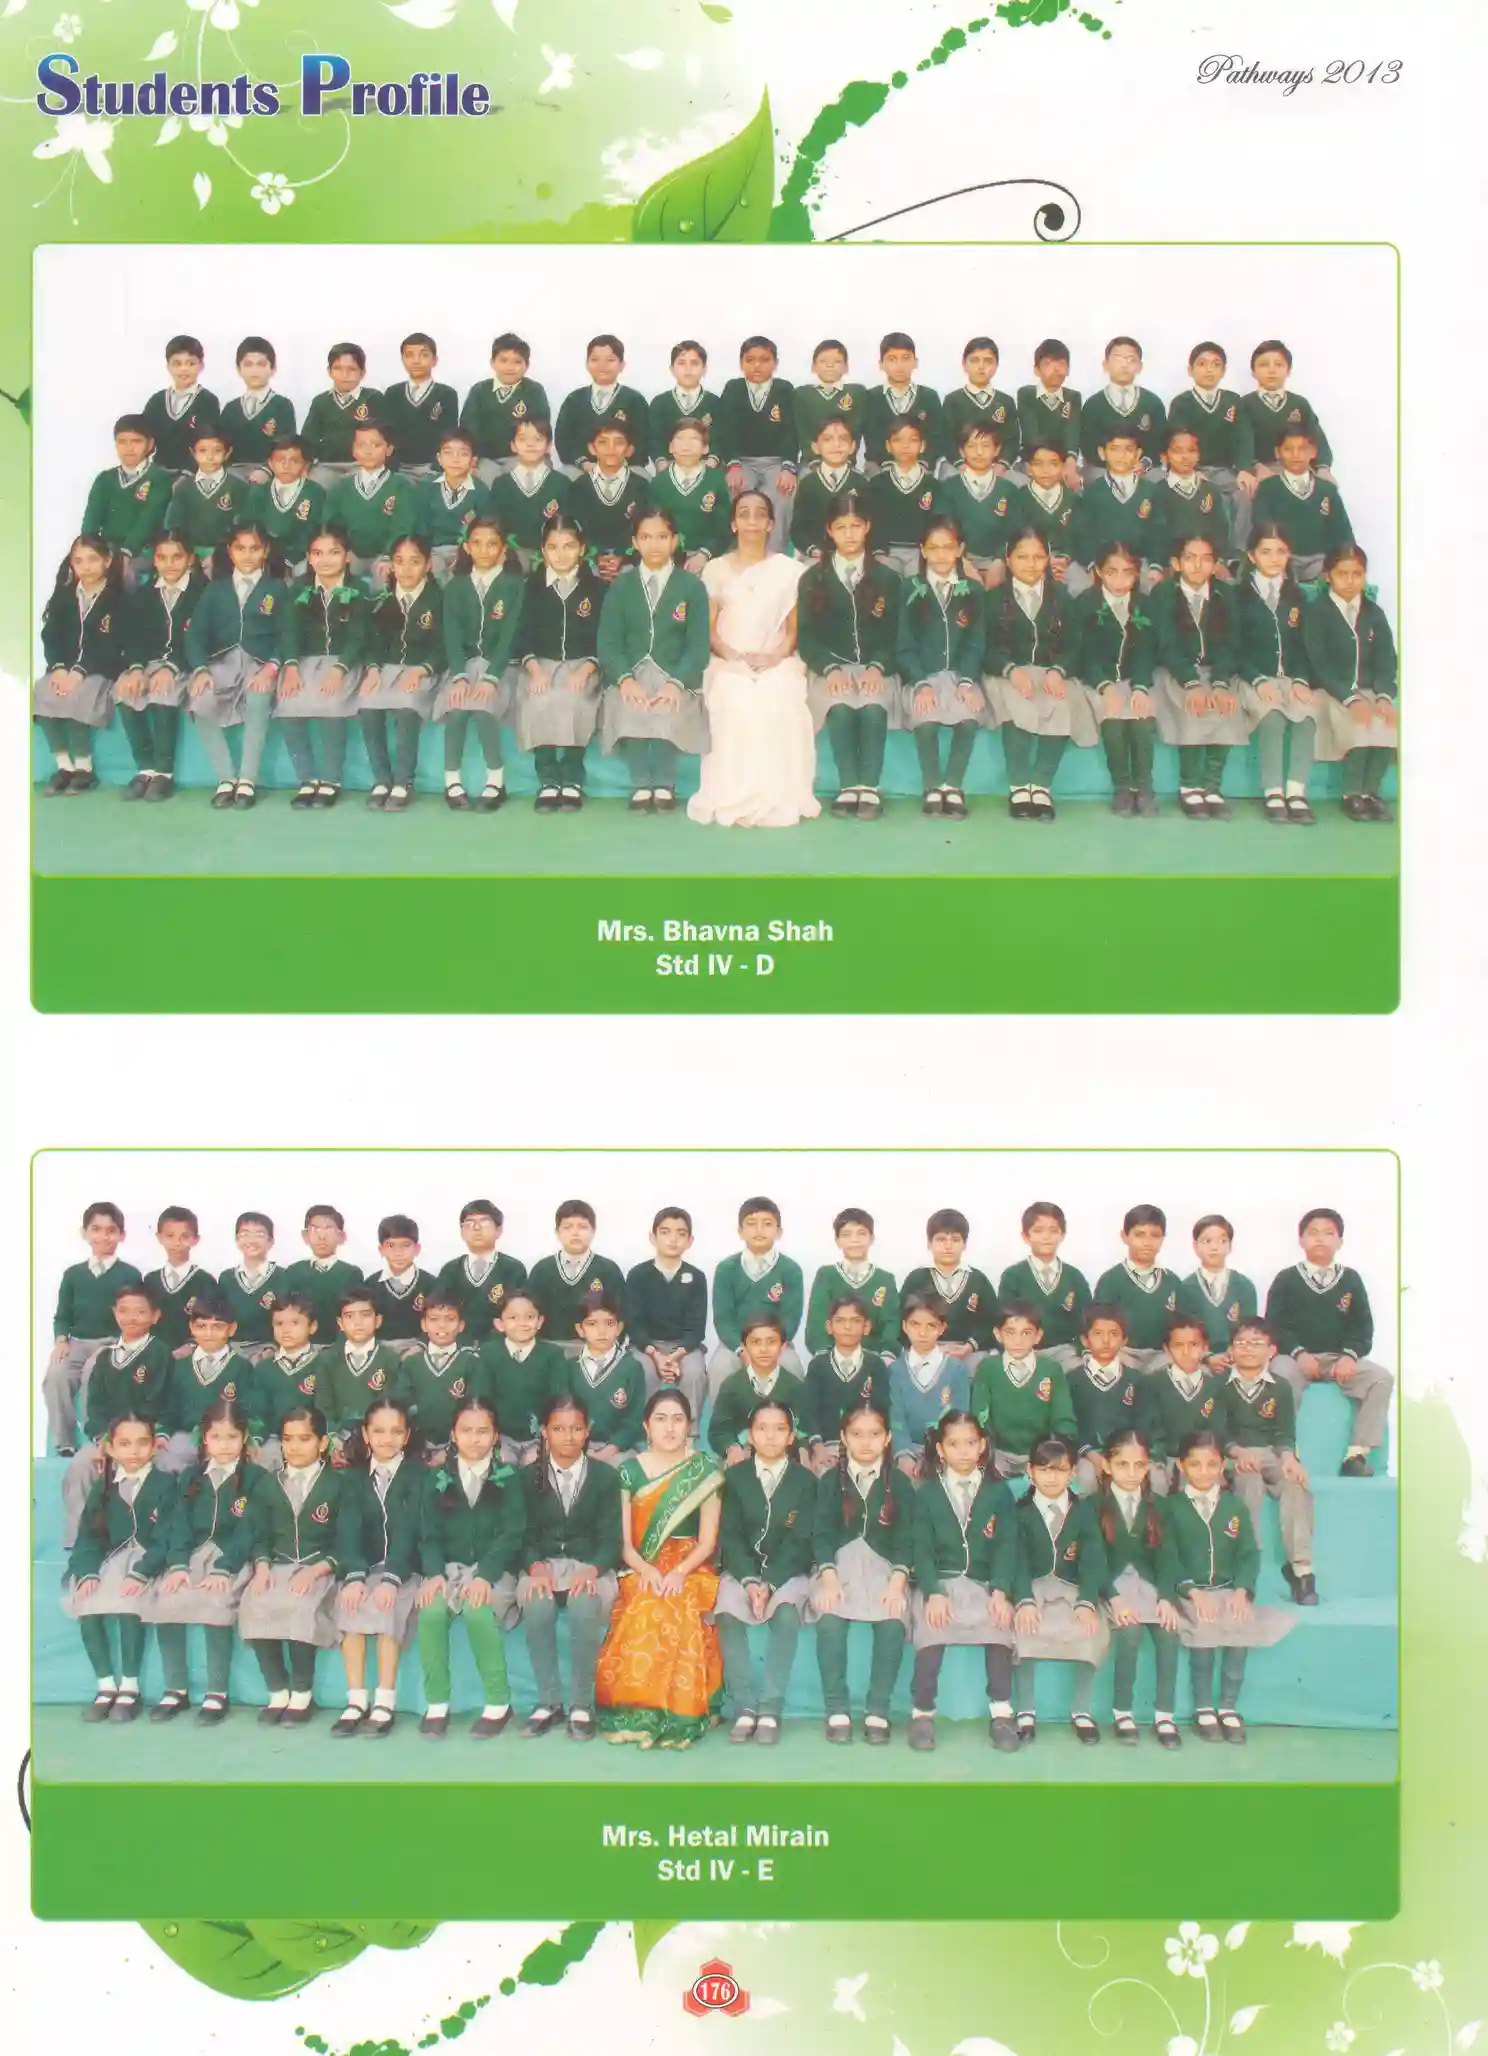 Students Profile
Pathways 2013
Mrs. Bhavna Shah
Std IV - D
Mrs. Hetal Mirain
Std IV - E
176